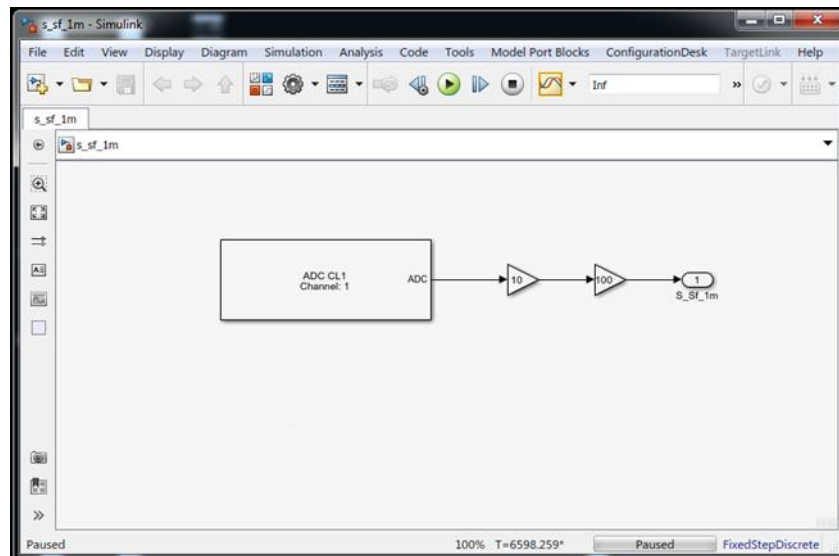 s_sf_1m - Simulink
File Edit View Display Diagram Simulation Analysis Code Tools Model Port Blocks ConfigurationDesk TargetLink Help
Inf »
s_sf_1m
s_sf_1m
ADC CL1
Channel: 1
ADC
10
100
1
S_Sf_1m
»
Paused 100% T=6598.259* Paused FixedStepDiscrete